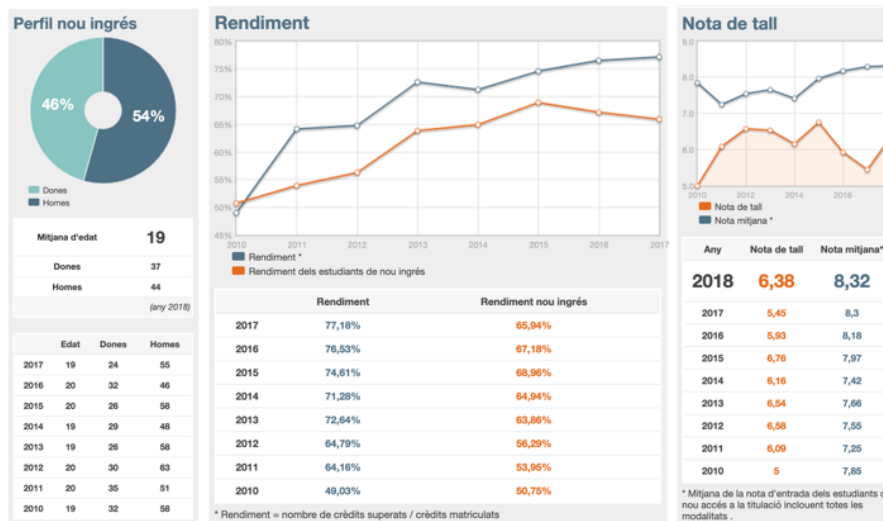 Perfil nou ingrés
46%
54%
Dones
Homes
Mitjana d'edat 19
Dones 37
Homes 44
(any 2018)
Edat Dones Homes
2017 19 24 55
2016 20 32 46
2015 20 26 58
2014 19 29 48
2013 19 26 58
2012 20 30 63
2011 20 35 51
2010 19 32 58
Rendiment
80%
75%
70%
65%
60%
55%
50%
45%
2010 2011 2012 2013 2014 2015 2016 2017
Rendiment *
Rendiment dels estudiants de nou ingrés
Rendiment Rendiment nou ingrés
2017 77,18% 65,94%
2016 76,53% 67,18%
2015 74,61% 68,96%
2014 71,28% 64,94%
2013 72,64% 63,86%
2012 64,79% 56,29%
2011 64,16% 53,95%
2010 49,03% 50,75%
* Rendiment = nombre de crèdits superats / crèdits matriculats
Nota de tall
9.0
8.0
7.0
6.0
5.0
2010 2012 2014 2016
Nota de tall
Nota mitjana *
Any Nota de tall Nota mitjana*
2018 6,38 8,32
2017 5,45 8,3
2016 5,93 8,18
2015 6,76 7,97
2014 6,16 7,42
2013 6,54 7,66
2012 6,58 7,55
2011 6,09 7,25
2010 5 7,85
* Mitjana de la nota d'entrada dels estudiants
nou accés a la titulació incloent totes les
modalitats .